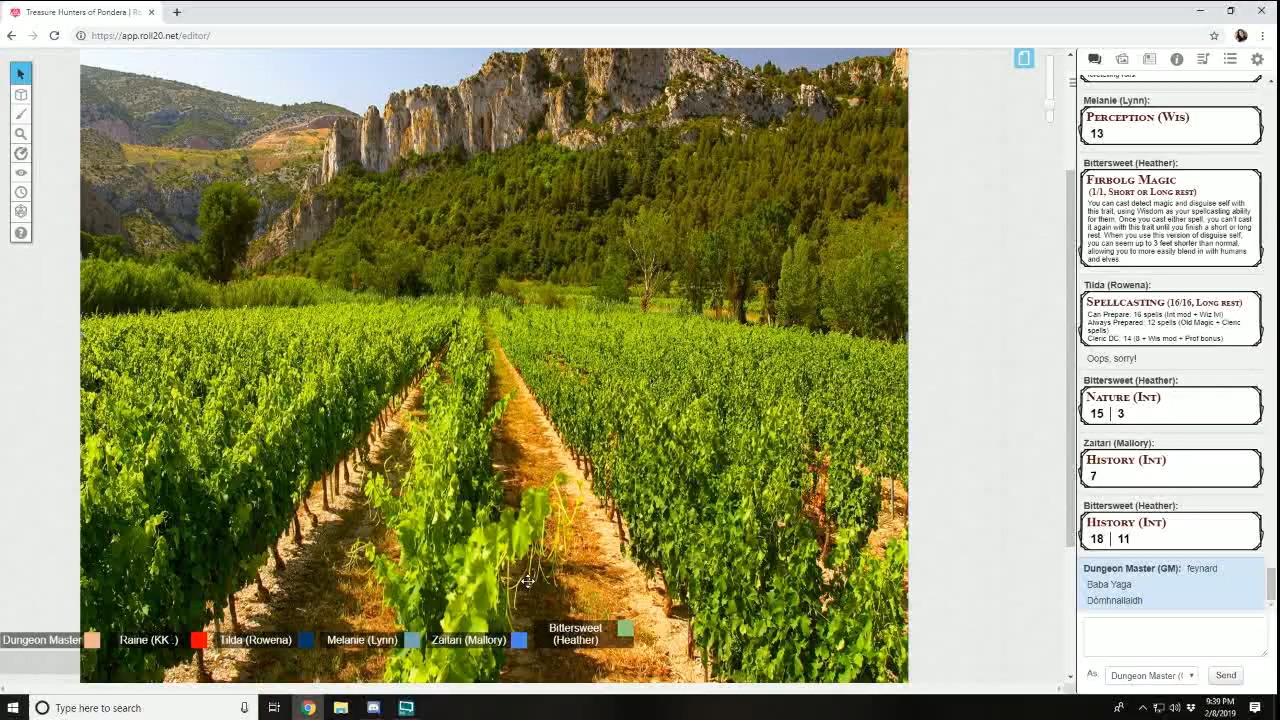 Treasure Hunters of Pondera | Ro
https://app.roll20.net/editor/
Melanie (Lynn):
PERCEPTION (WIS)
13
Bittersweet (Heather):
FIRBOLG MAGIC
(1/1, SHORT OR LONG REST)
You can cast detect magic and disguise self with
this trait, using Wisdom as your spellcasting ability
for them. Once you cast either spell, you can't cast
it again with this trait until you finish a short or long
rest. When you use this version of disguise self,
you can seem up to 3 feet shorter than normal,
allowing you to more easily blend in with humans
and elves.
Tilda (Rowena):
SPELLCASTING (16/16, LONG REST)
Can Prepare: 16 spells (Int mod + Wiz lvl)
Always Prepared: 12 spells (Old Magic + Cleric
spells)
Cleric DC: 14 (8 + Wis mod + Prof bonus)
Oops, sorry!
Bittersweet (Heather):
NATURE (INT)
15 | 3
Zaitari (Mallory):
HISTORY (INT)
7
Bittersweet (Heather):
HISTORY (INT)
18 | 11
Dungeon Master (GM): feynard
Baba Yaga
Dòmhnallaidh
As:
Dungeon Master (
Send
Dungeon Master
Raine (KK .)
Tilda (Rowena)
Melanie (Lynn)
Zaitari (Mallory)
Bittersweet
(Heather)
Type here to search
9:39 PM
2/8/2019